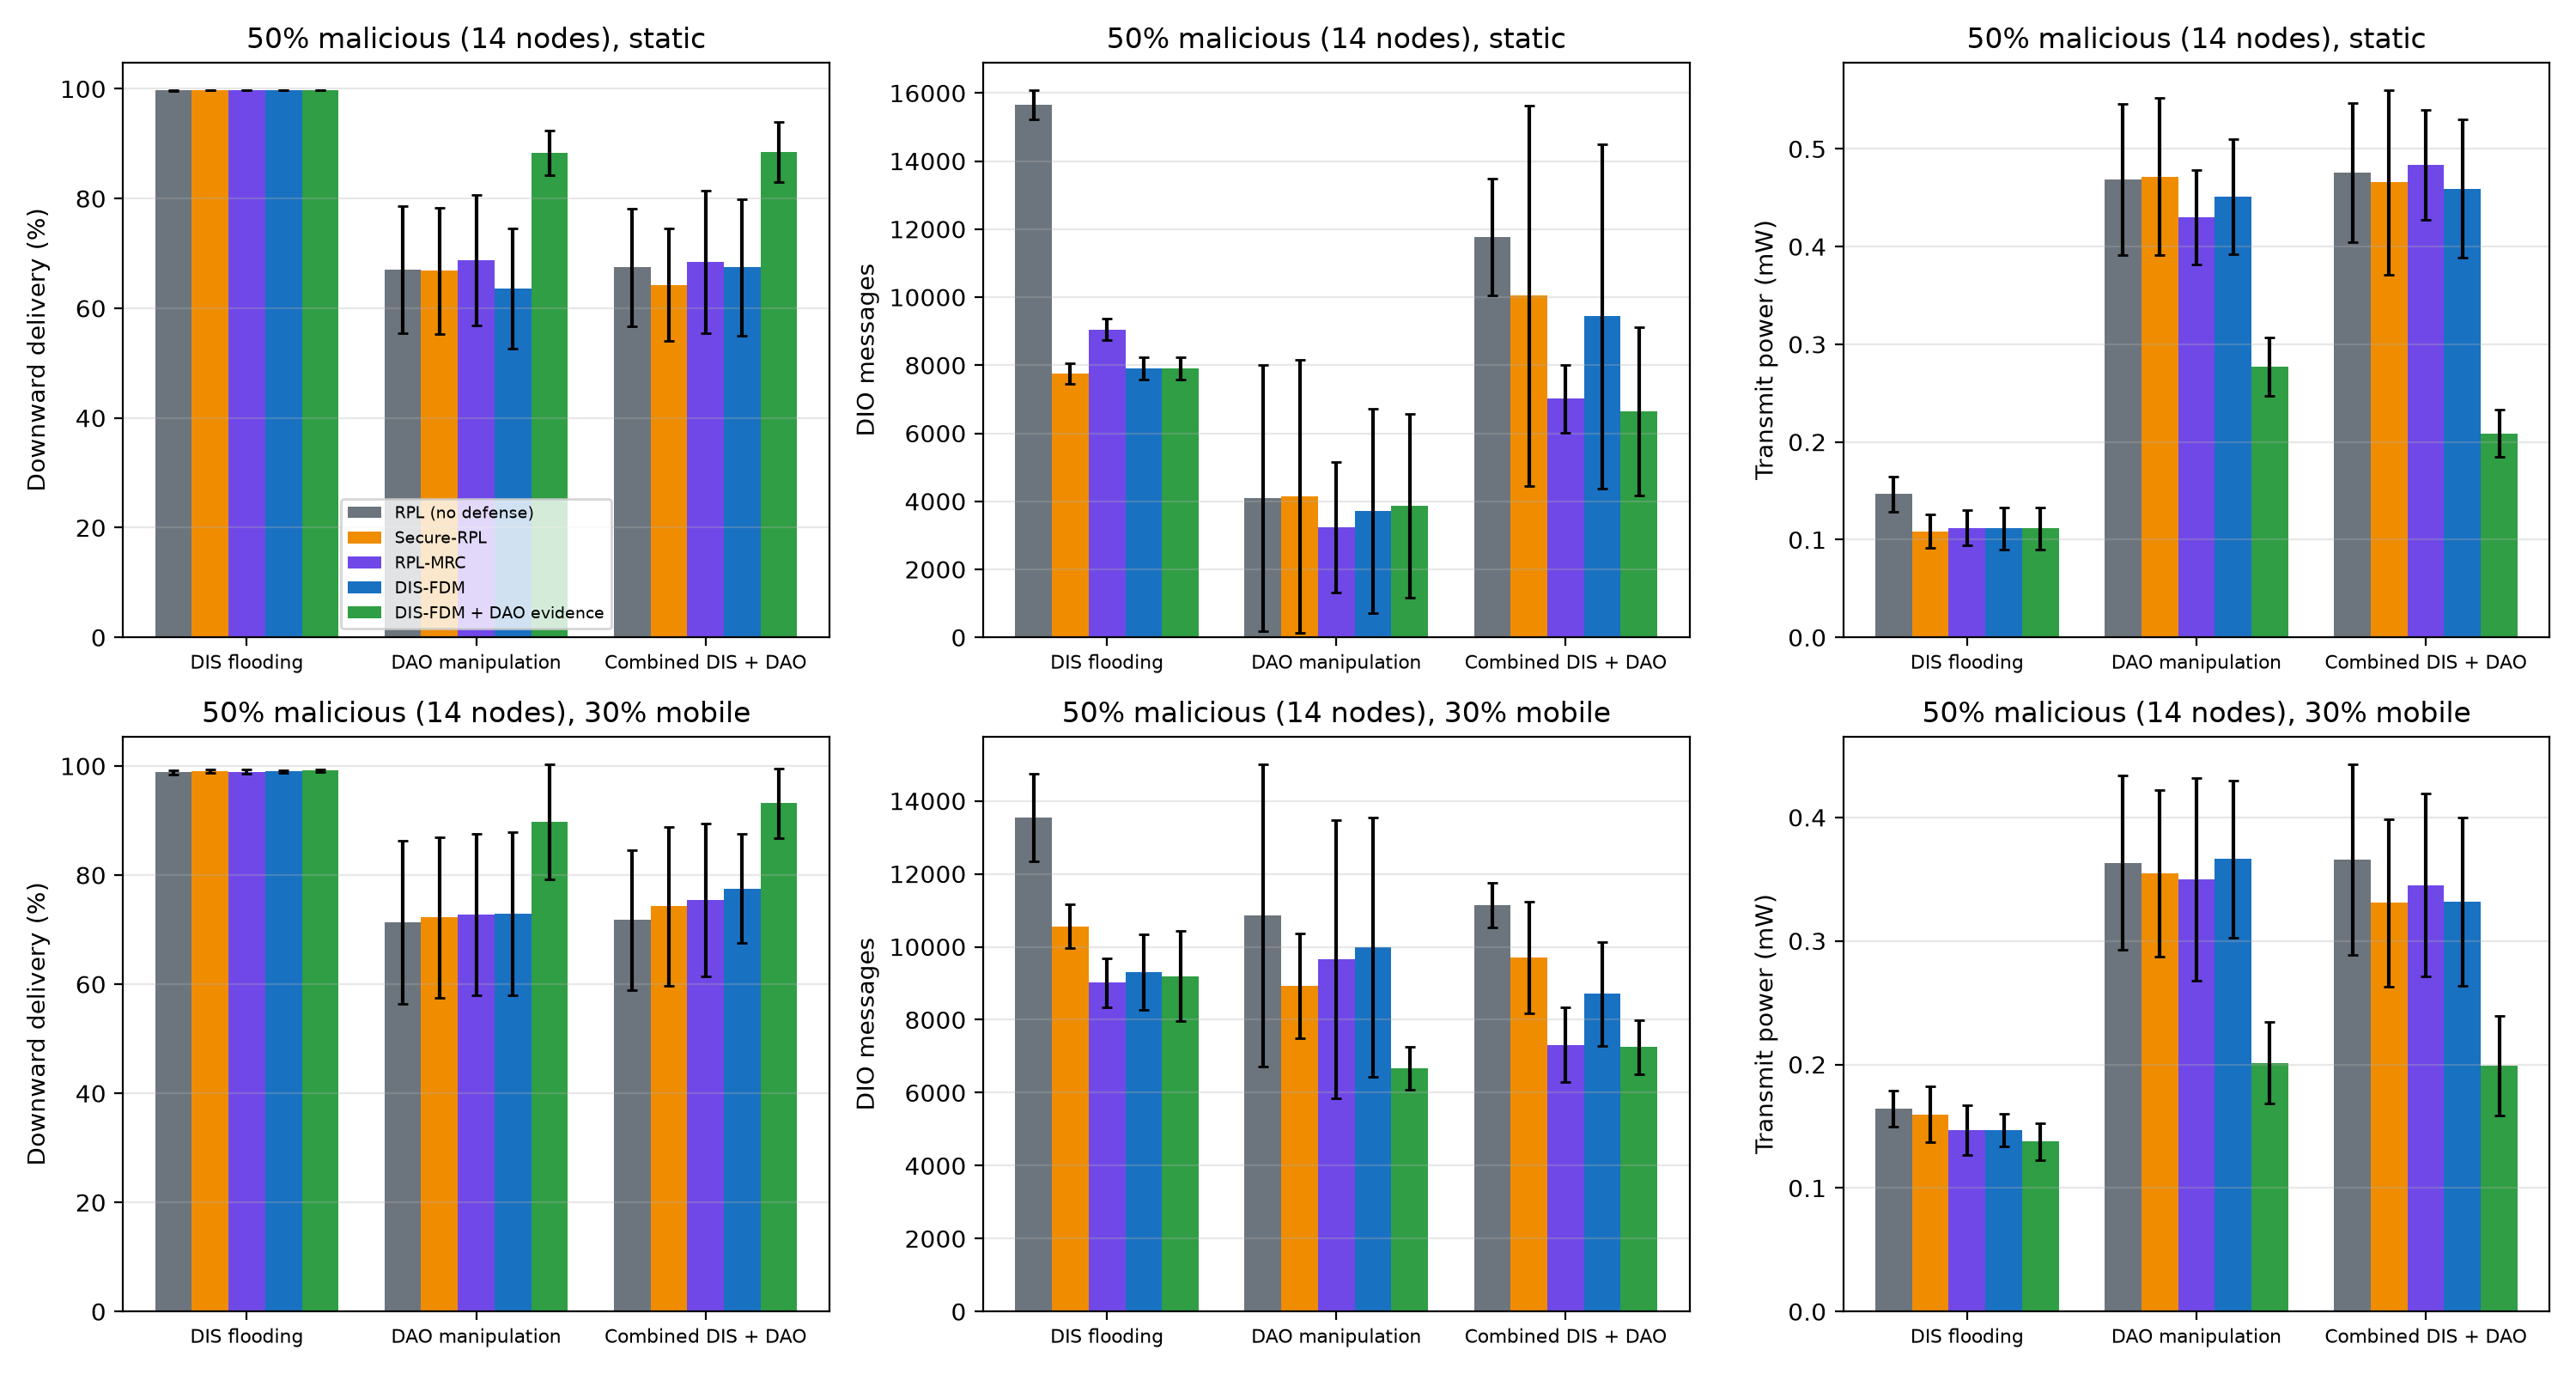 50% malicious (14 nodes), static
Downward delivery (%)
100
80
60
40
20
0
DIS flooding
DAO manipulation
Combined DIS + DAO
RPL (no defense)
Secure-RPL
RPL-MRC
DIS-FDM
DIS-FDM + DAO evidence
50% malicious (14 nodes), static
DIO messages
16000
14000
12000
10000
8000
6000
4000
2000
0
DIS flooding
DAO manipulation
Combined DIS + DAO
50% malicious (14 nodes), static
Transmit power (mW)
0.5
0.4
0.3
0.2
0.1
0.0
DIS flooding
DAO manipulation
Combined DIS + DAO
50% malicious (14 nodes), 30% mobile
Downward delivery (%)
100
80
60
40
20
0
DIS flooding
DAO manipulation
Combined DIS + DAO
50% malicious (14 nodes), 30% mobile
DIO messages
14000
12000
10000
8000
6000
4000
2000
0
DIS flooding
DAO manipulation
Combined DIS + DAO
50% malicious (14 nodes), 30% mobile
Transmit power (mW)
0.4
0.3
0.2
0.1
0.0
DIS flooding
DAO manipulation
Combined DIS + DAO